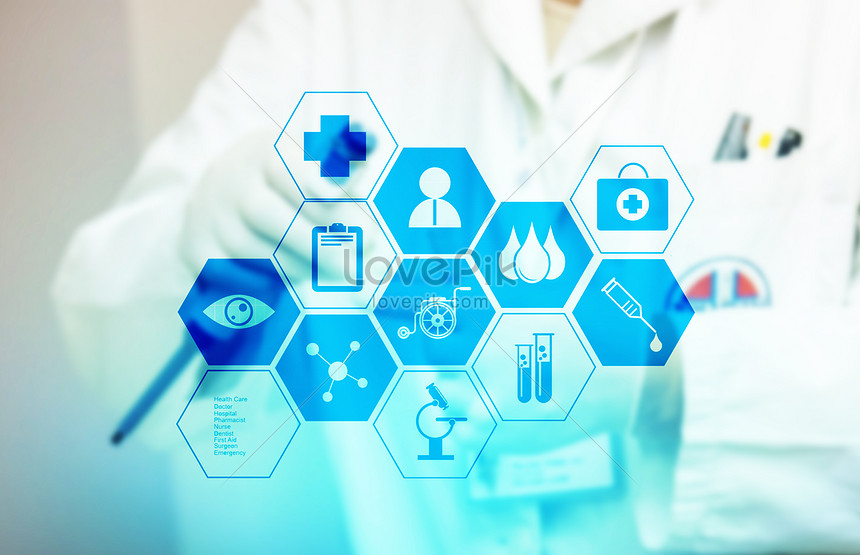 LovePik
lovepik.com
Health Care
Doctor
Hospital
Pharmacist
Nurse
Dentist
First Aid
Surgeon
Emergency